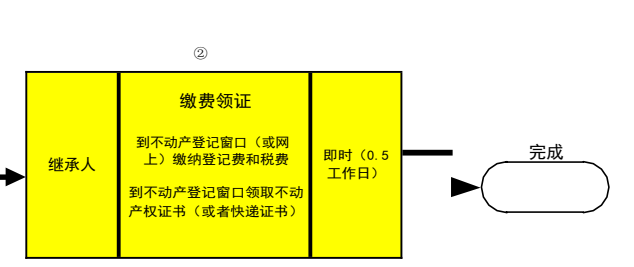 ②
缴费领证
到不动产登记窗口（或网
上）缴纳登记费和税费
到不动产登记窗口领取不动
产权证书（或者快递证书）
继承人
即时（0.5
工作日）
完成